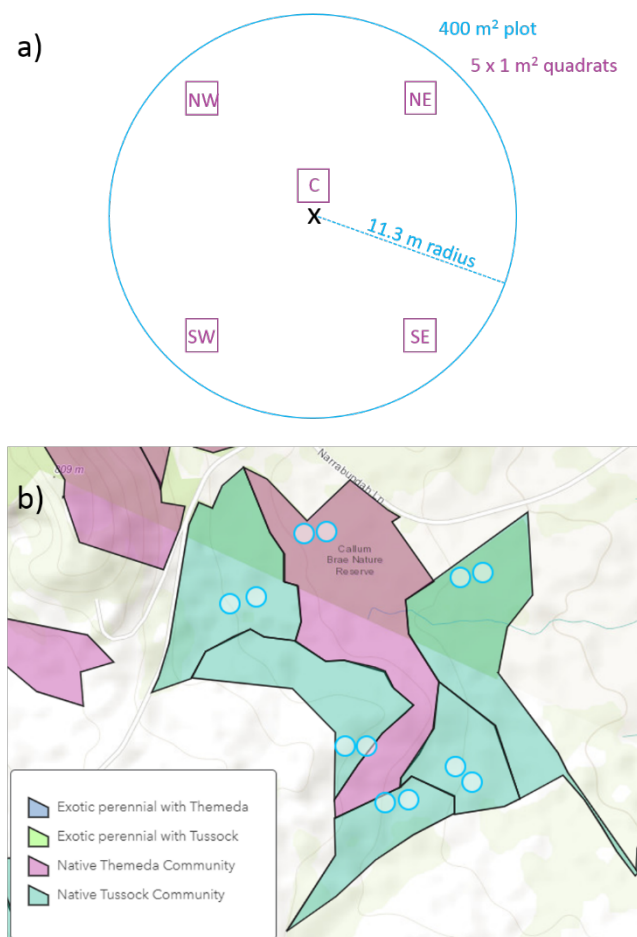 a)
400 m² plot
5 x 1 m² quadrats
NW
NE
C
X
11.3 m radius
SW
SE
b)
809 m
Narrabundah Ln
Callum
Brae Nature
Reserve
Exotic perennial with Themeda
Exotic perennial with Tussock
Native Themeda Community
Native Tussock Community